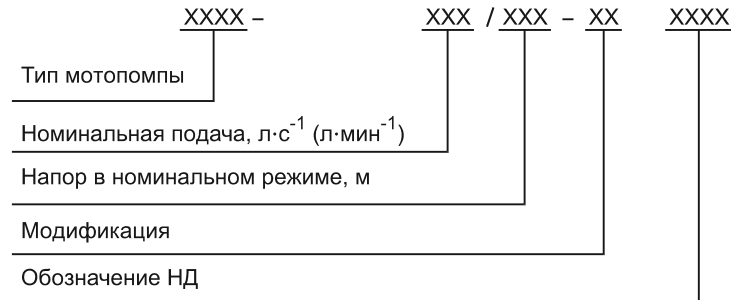 XXXX – XXX / XXX – XX XXXX
Тип мотопомпы
Номинальная подача, л·с⁻¹ (л·мин⁻¹)
Напор в номинальном режиме, м
Модификация
Обозначение НД